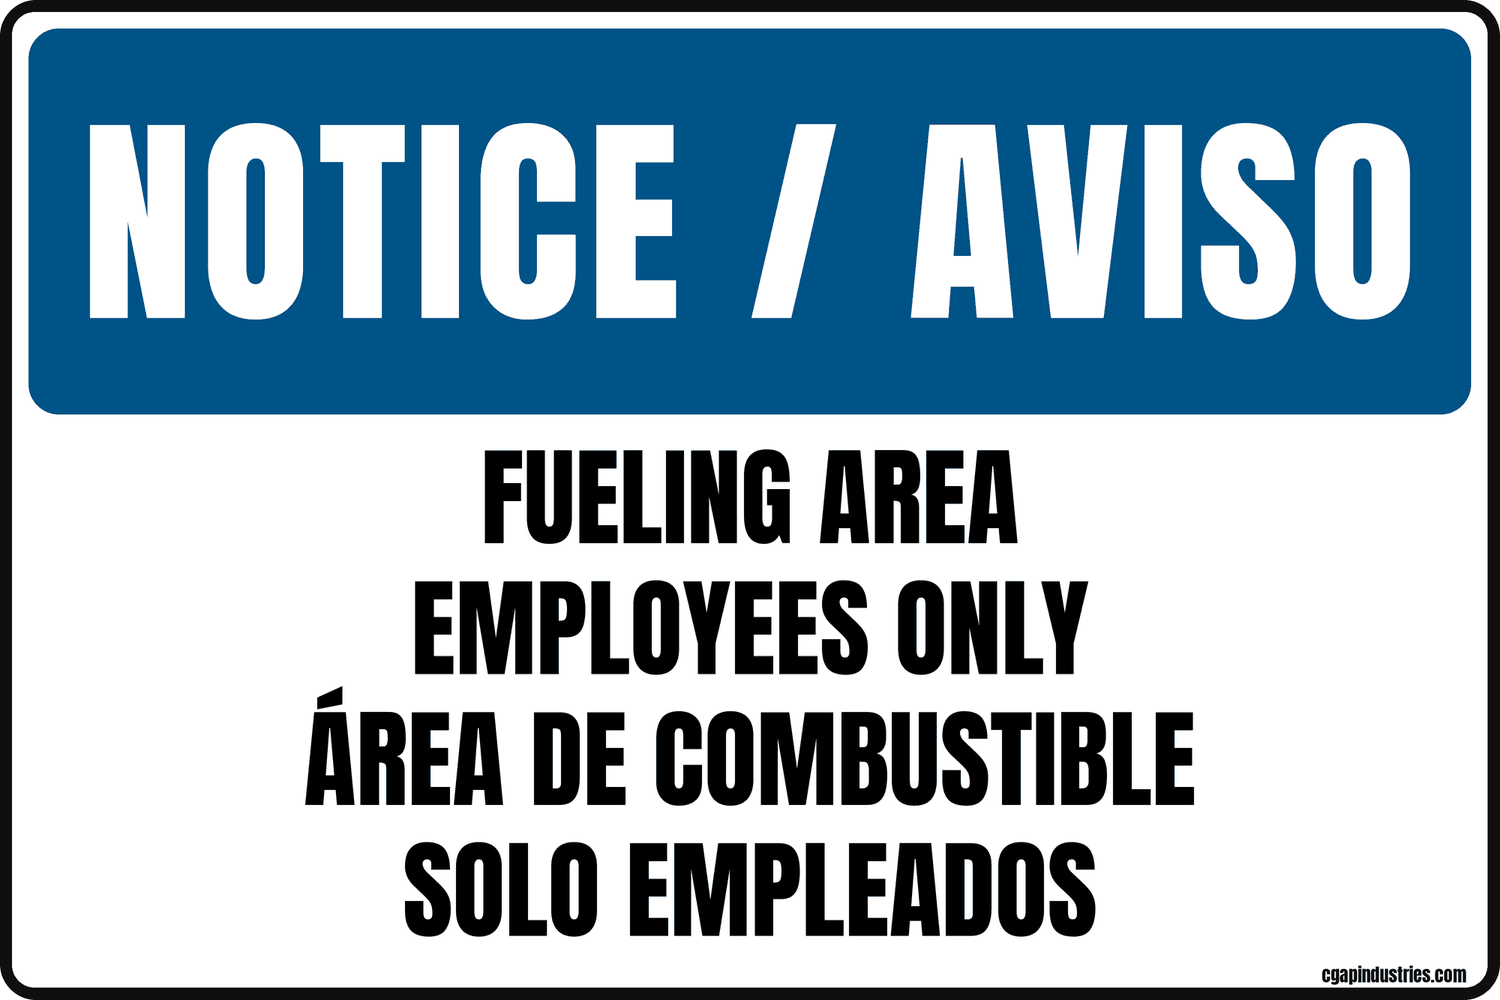 NOTICE / AVISO
FUELING AREA
EMPLOYEES ONLY
ÁREA DE COMBUSTIBLE
SOLO EMPLEADOS
cgapindustries.com